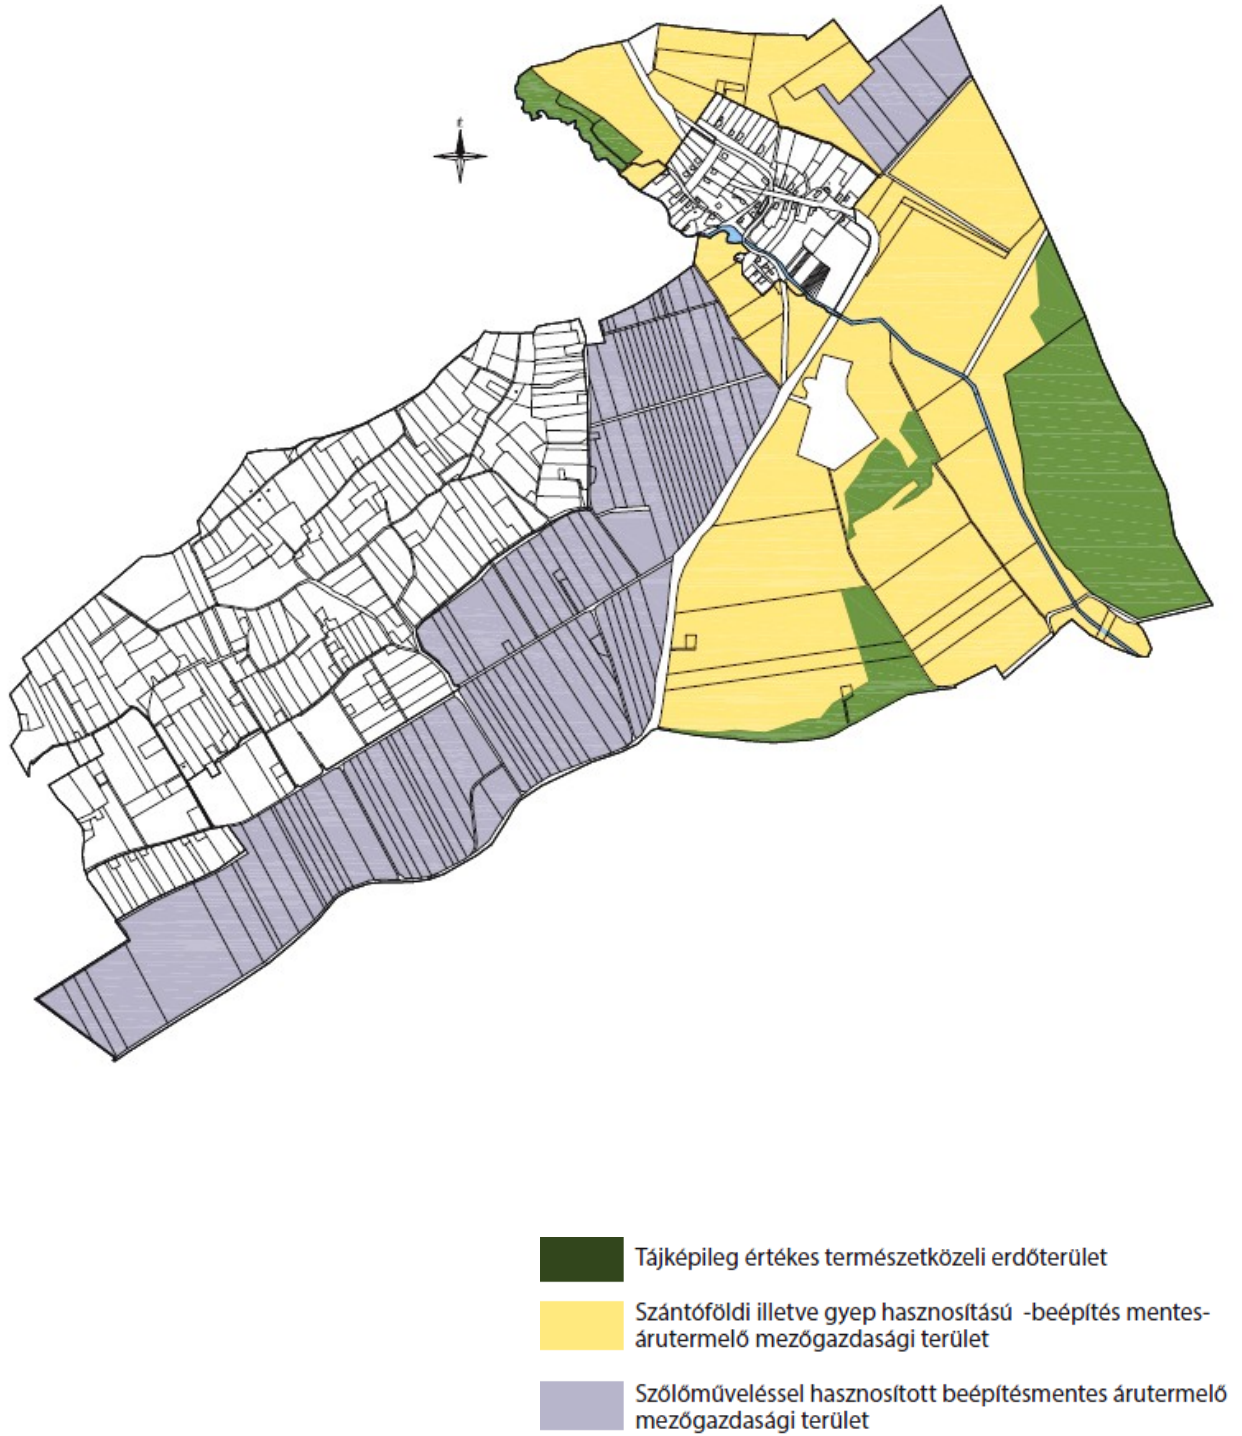 Tájképileg értékes természetközeli erdőterület
Szántóföldi illetve gyep hasznosítású -beépítés mentes-
árutermelő mezőgazdasági terület
Szőlőműveléssel hasznosított beépítésmentes árutermelő
mezőgazdasági terület